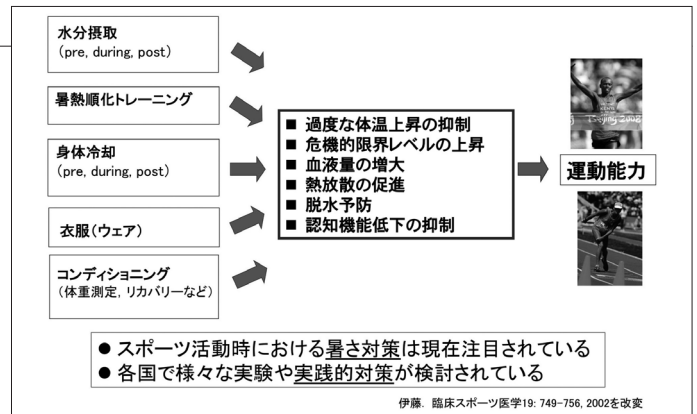 水分摂取
(pre, during, post)
暑熱順化トレーニング
身体冷却
(pre, during, post)
衣服(ウェア)
コンディショニング
(体重測定, リカバリーなど)
■ 過度な体温上昇の抑制
■ 危機的限界レベルの上昇
■ 血液量の増大
■ 熱放散の促進
■ 脱水予防
■ 認知機能低下の抑制
Beijing 2008
運動能力
● スポーツ活動時における暑さ対策は現在注目されている
● 各国で様々な実験や実践的対策が検討されている
伊藤. 臨床スポーツ医学19: 749-756, 2002を改変